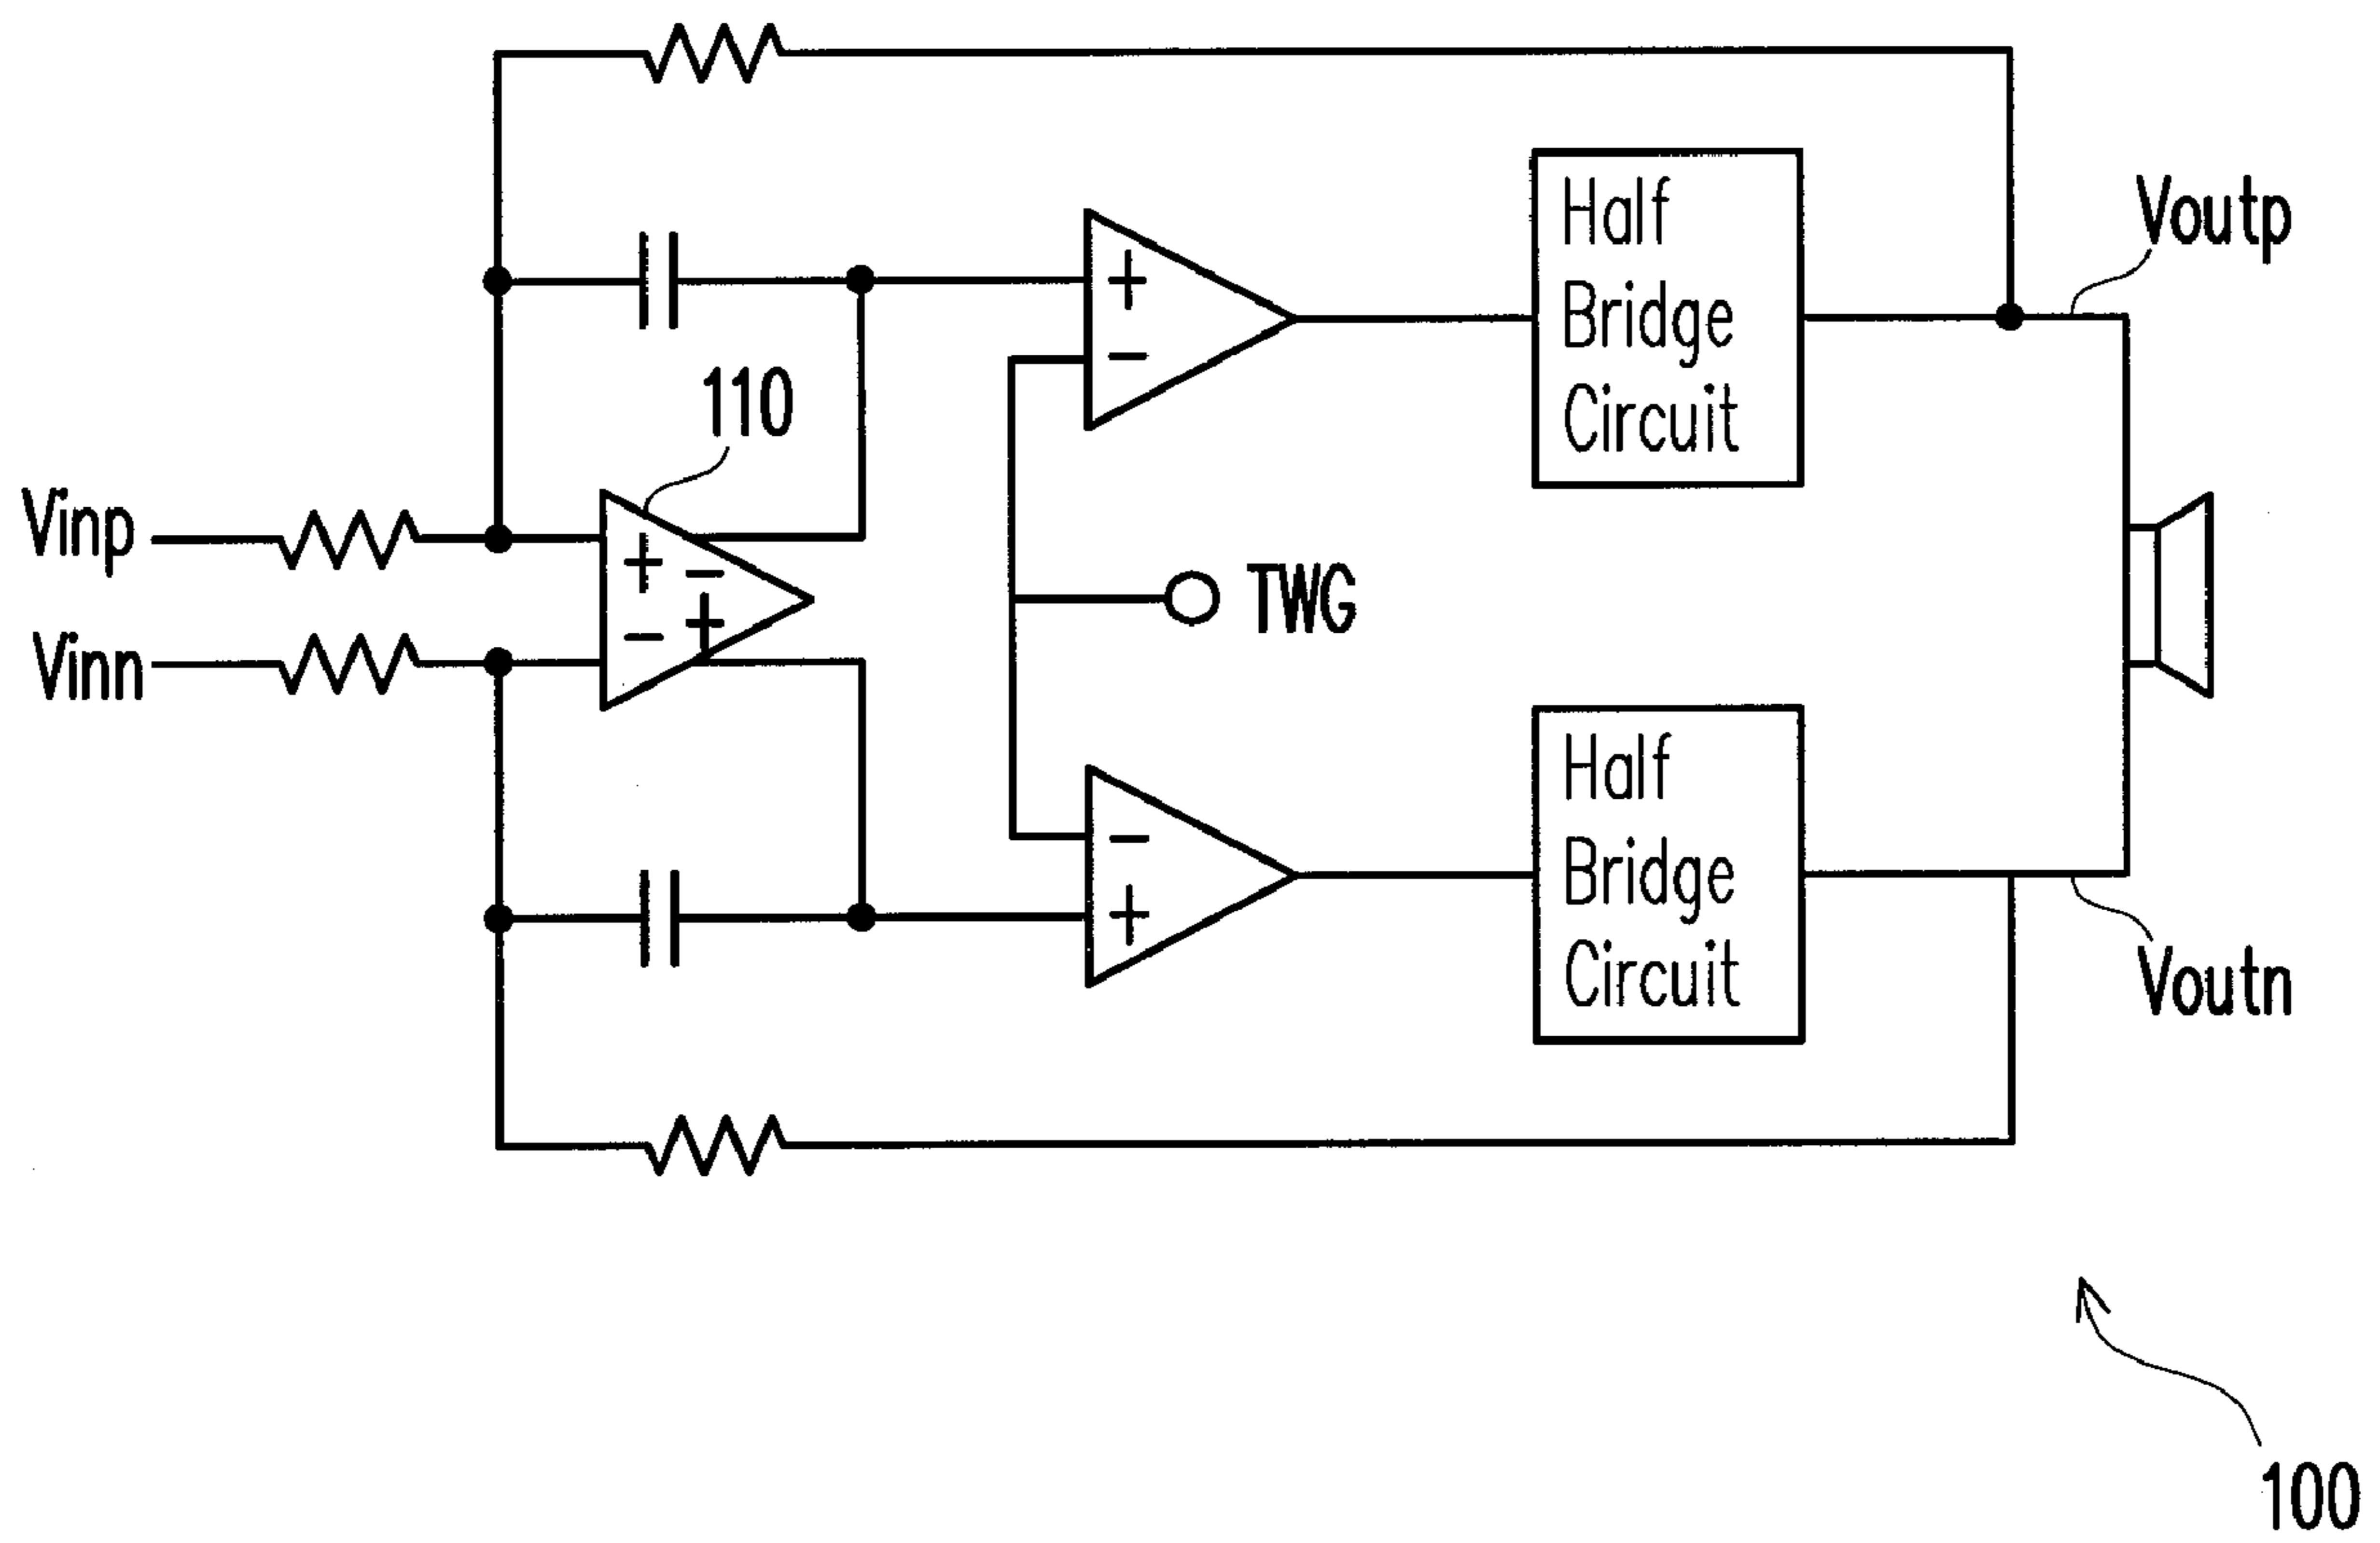 Half
Bridge
Circuit
Voutp
110
+
−
Vinp
Vinn
+
−
−
+
TWG
Half
Bridge
Circuit
−
+
Voutn
100